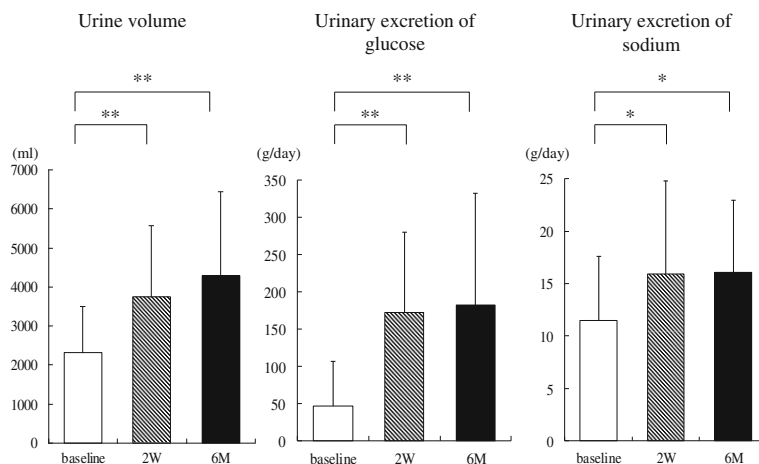 Urine volume
Urinary excretion of
glucose
Urinary excretion of
sodium
**
**
(ml)
7000
6000
5000
4000
3000
2000
1000
0
baseline
2W
6M
**
**
(g/day)
350
300
250
200
150
100
50
0
baseline
2W
6M
*
*
(g/day)
25
20
15
10
5
0
baseline
2W
6M